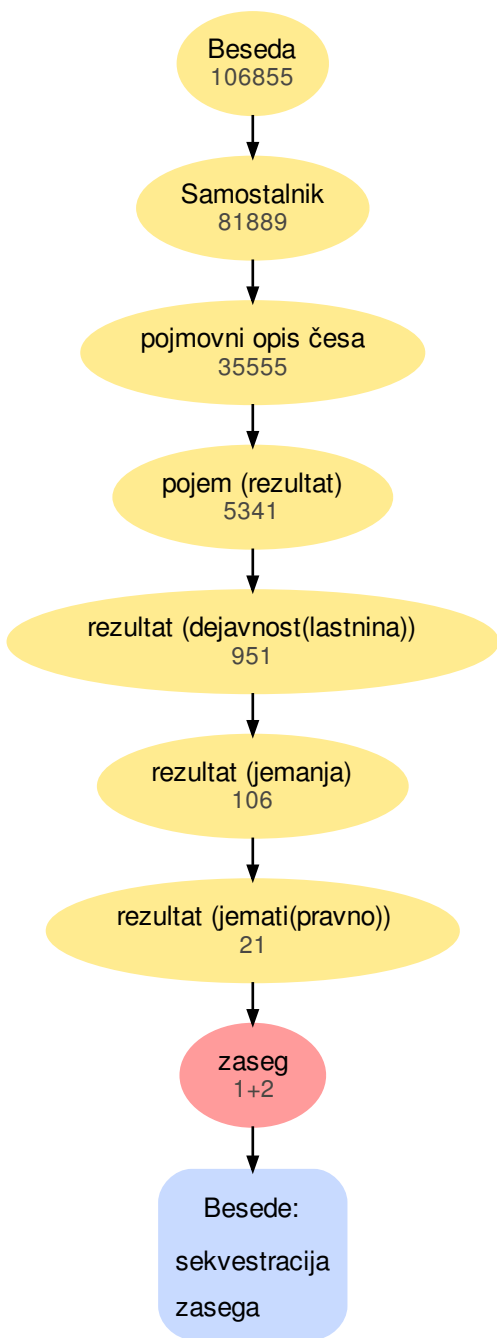 Beseda
106855
Samostalnik
81889
pojmovni opis česa
35555
pojem (rezultat)
5341
rezultat (dejavnost(lastnina))
951
rezultat (jemanja)
106
rezultat (jemati(pravno))
21
zaseg
1+2
Besede:
sekvestracija
zasega